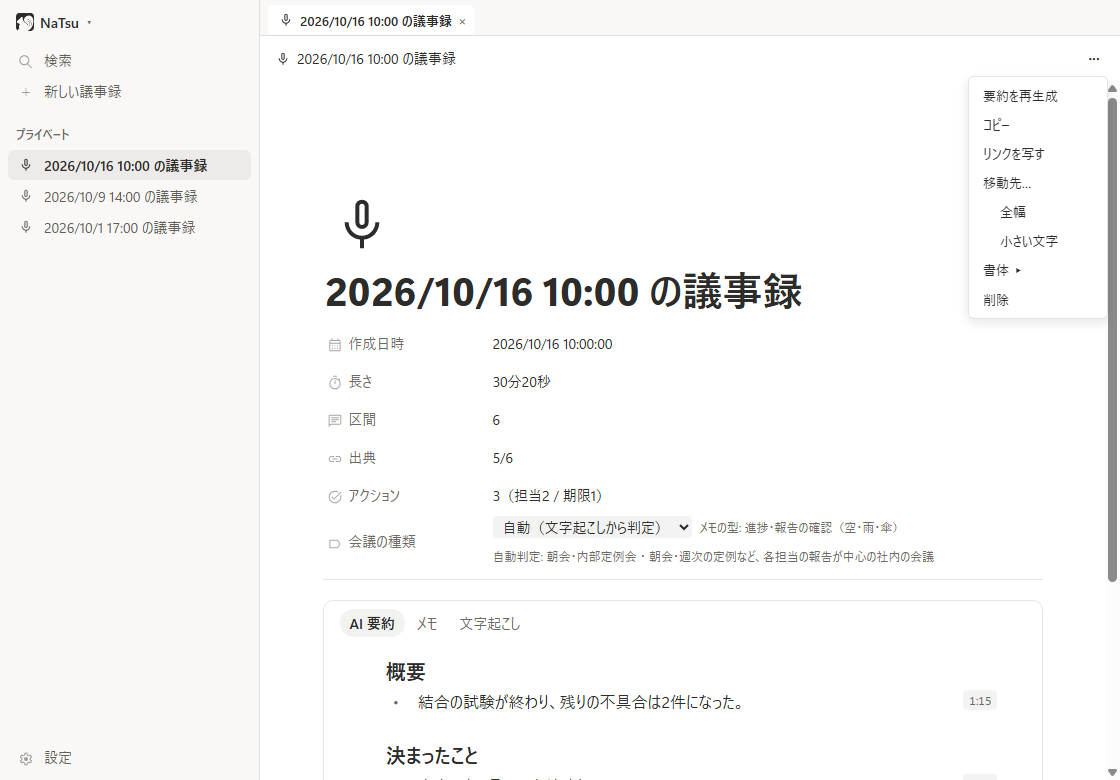 NaTsu
検索
新しい議事録
プライベート
2026/10/16 10:00 の議事録
2026/10/9 14:00 の議事録
2026/10/1 17:00 の議事録
設定
2026/10/16 10:00 の議事録 ×
2026/10/16 10:00 の議事録
要約を再生成
コピー
リンクを写す
移動先...
全幅
小さい文字
書体 ▸
削除
2026/10/16 10:00 の議事録
作成日時 2026/10/16 10:00:00
長さ 30分20秒
区間 6
出典 5/6
アクション 3（担当2 / 期限1）
会議の種類 自動（文字起こしから判定） メモの型: 進捗・報告の確認（空・雨・傘）
自動判定: 朝会・内部定例会 ・ 朝会・週次の定例など、各担当の報告が中心の社内の会議
AI 要約 メモ 文字起こし
概要
・ 結合の試験が終わり、残りの不具合は2件になった。 1:15
決まったこと